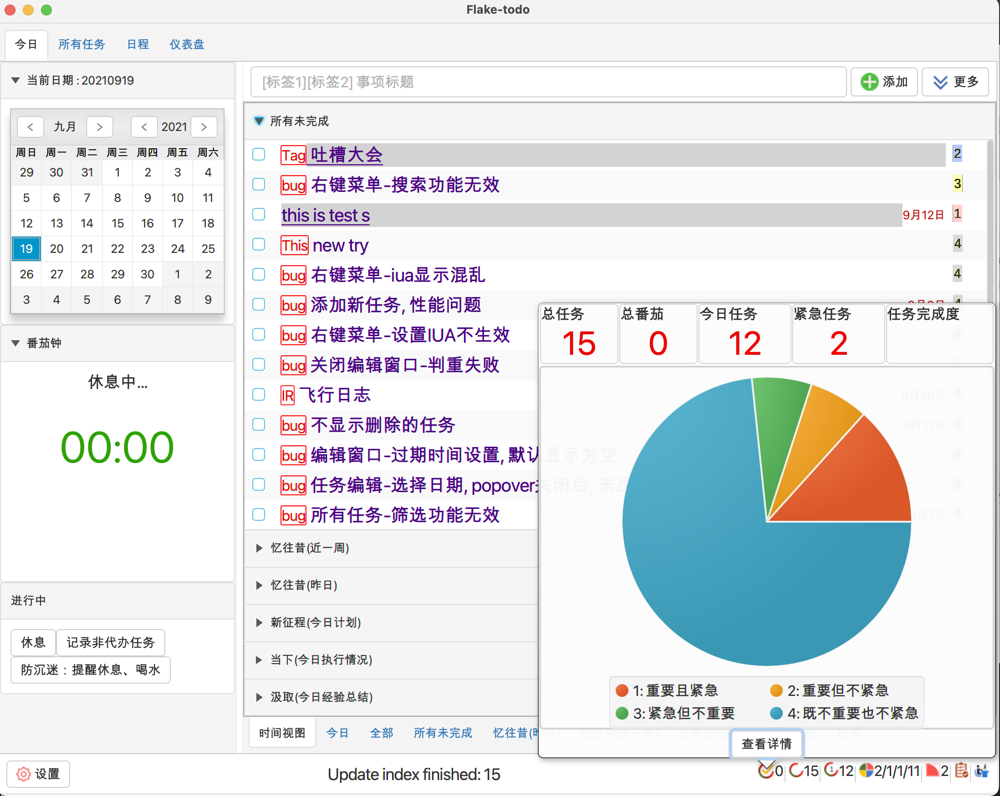 Flake-todo
今日 所有任务 日程 仪表盘
当前日期:20210919
九月 2021
周日 周一 周二 周三 周四 周五 周六
29 30 31 1 2 3 4
5 6 7 8 9 10 11
12 13 14 15 16 17 18
19 20 21 22 23 24 25
26 27 28 29 30 1 2
3 4 5 6 7 8 9
番茄钟
休息中...
00:00
进行中
休息 记录非代办任务
防沉迷：提醒休息、喝水
[标签1][标签2] 事项标题 添加 更多
所有未完成
Tag 吐槽大会 2
bug 右键菜单-搜索功能无效 3
this is test s 9月12日 1
This new try 4
bug 右键菜单-iua显示混乱 4
bug 添加新任务, 性能问题 4
bug 右键菜单-设置IUA不生效 4
bug 关闭编辑窗口-判重失败 1
IR 飞行日志 9月20日 4
bug 不显示删除的任务 9月21日 4
bug 编辑窗口-过期时间设置, 默认显示为空 4
bug 任务编辑-选择日期, popover关闭后, 未显 4
bug 所有任务-筛选功能无效 月7日 4
忆往昔(近一周)
忆往昔(昨日)
新征程(今日计划)
当下(今日执行情况)
汲取(今日经验总结)
时间视图 今日 全部 所有未完成 忆往昔(昨日) 忆往昔(近一周) 四象限视 搜索
总任务 总番茄 今日任务 紧急任务 任务完成度
15 0 12 2
1: 重要且紧急 2: 重要但不紧急
3: 紧急但不重要 4: 既不重要也不紧急
查看详情
设置 Update index finished: 15 0 15 1 12 2/1/1/11 2